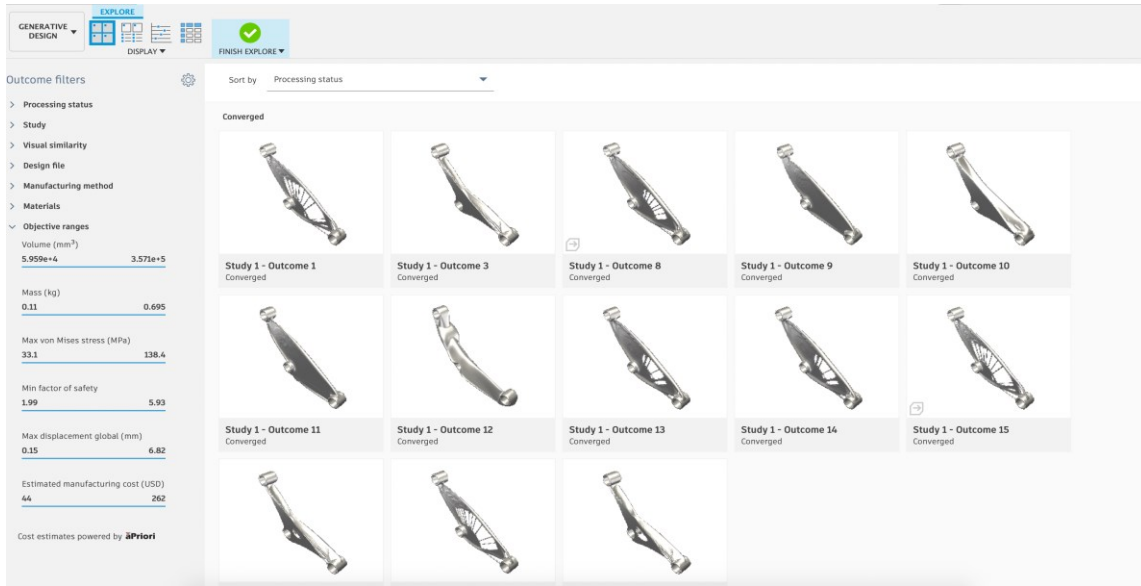 EXPLORE
GENERATIVE
DESIGN
DISPLAY
FINISH EXPLORE
Outcome filters
Sort by Processing status
Processing status
Study
Visual similarity
Design file
Manufacturing method
Materials
Objective ranges
Volume (mm³)
5.959e+4 3.571e+5
Mass (kg)
0.11 0.695
Max von Mises stress (MPa)
33.1 138.4
Min factor of safety
1.99 5.93
Max displacement global (mm)
0.15 6.82
Estimated manufacturing cost (USD)
44 262
Cost estimates powered by äPriori
Converged
Study 1 - Outcome 1
Converged
Study 1 - Outcome 3
Converged
Study 1 - Outcome 8
Converged
Study 1 - Outcome 9
Converged
Study 1 - Outcome 10
Converged
Study 1 - Outcome 11
Converged
Study 1 - Outcome 12
Converged
Study 1 - Outcome 13
Converged
Study 1 - Outcome 14
Converged
Study 1 - Outcome 15
Converged